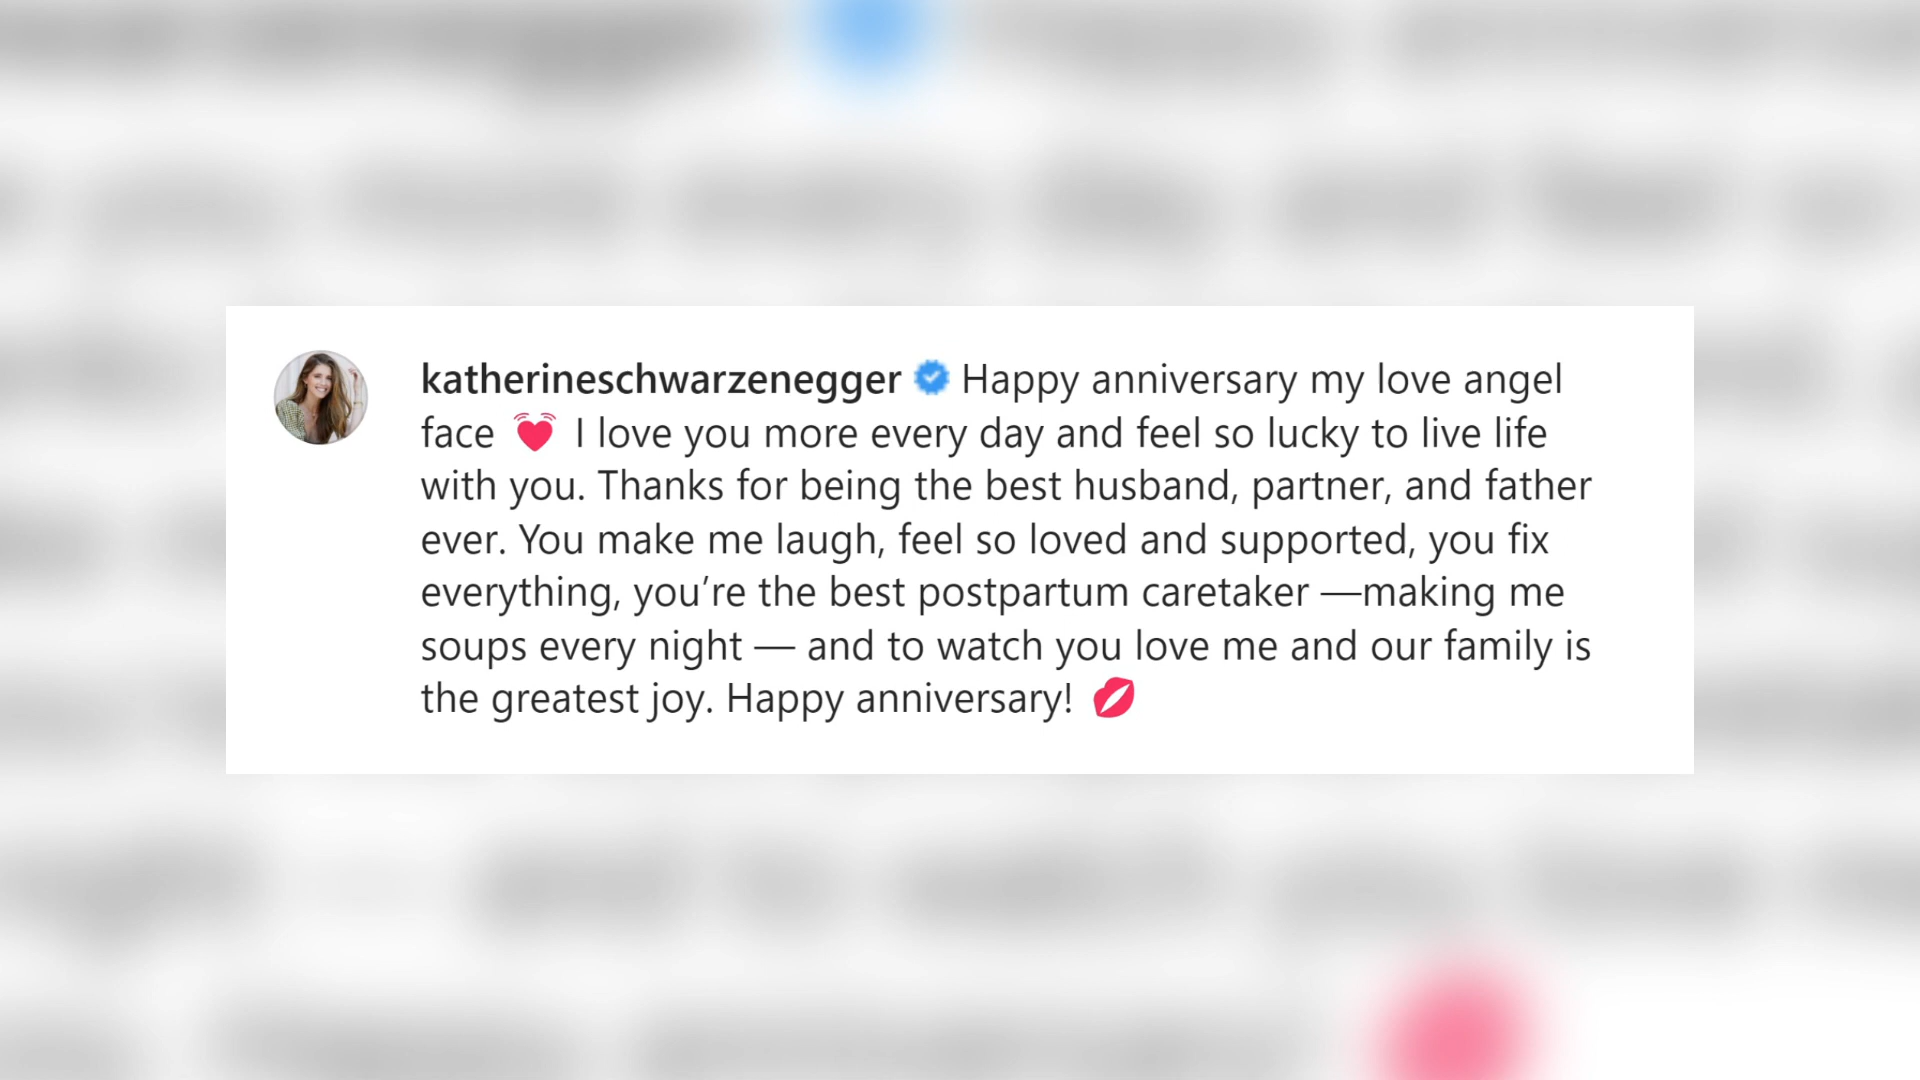 katherineschwarzenegger Happy anniversary my love angel
face 💓 I love you more every day and feel so lucky to live life
with you. Thanks for being the best husband, partner, and father
ever. You make me laugh, feel so loved and supported, you fix
everything, you’re the best postpartum caretaker —making me
soups every night — and to watch you love me and our family is
the greatest joy. Happy anniversary! 💋